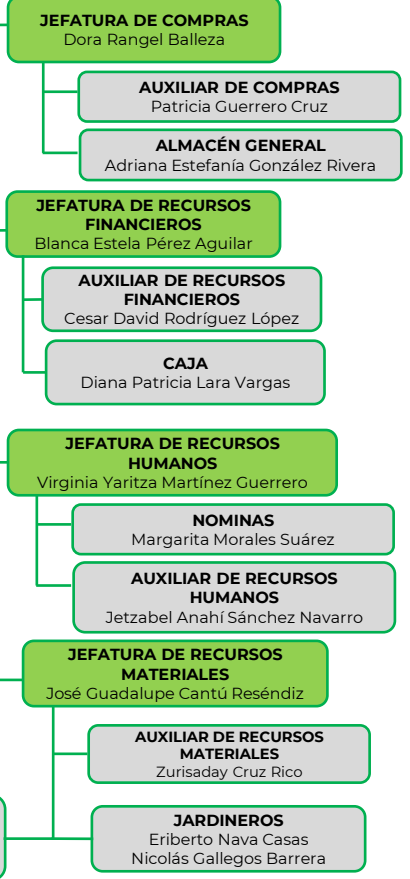 JEFATURA DE COMPRAS
Dora Rangel Balleza
AUXILIAR DE COMPRAS
Patricia Guerrero Cruz
ALMACÉN GENERAL
Adriana Estefanía González Rivera
JEFATURA DE RECURSOS
FINANCIEROS
Blanca Estela Pérez Aguilar
AUXILIAR DE RECURSOS
FINANCIEROS
Cesar David Rodríguez López
CAJA
Diana Patricia Lara Vargas
JEFATURA DE RECURSOS
HUMANOS
Virginia Yaritza Martínez Guerrero
NOMINAS
Margarita Morales Suárez
AUXILIAR DE RECURSOS
HUMANOS
Jetzabel Anahí Sánchez Navarro
JEFATURA DE RECURSOS
MATERIALES
José Guadalupe Cantú Reséndiz
AUXILIAR DE RECURSOS
MATERIALES
Zurisaday Cruz Rico
JARDINEROS
Eriberto Nava Casas
Nicolás Gallegos Barrera